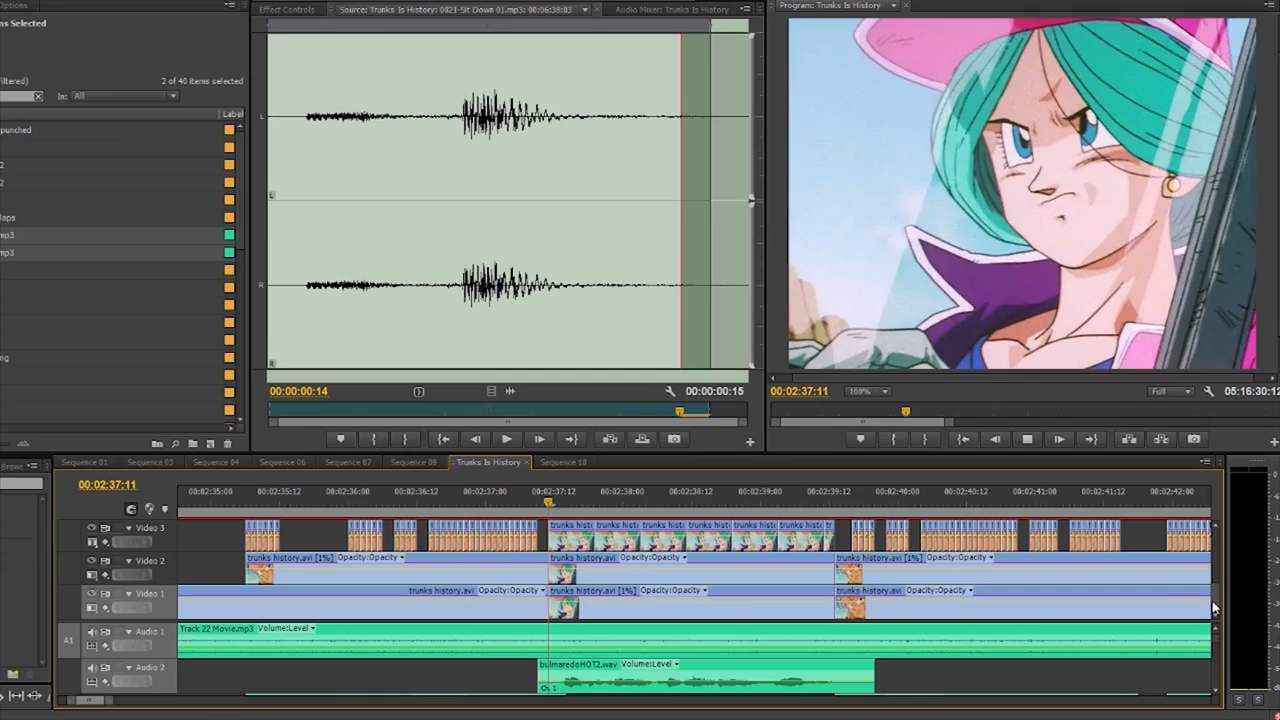 Options
Effect Controls
Source: Trunks Is History: 0021-Sit Down 01.mp3: 00:06:38:03
Audio Mixer: Trunks Is History
Program: Trunks Is History
ms Selected
iltered)
2 of 40 items selected
In: All
Label
punched
2
2
laps
mp3
mp3
ing
L
L
R
R
00:00:00:14
00:00:00:15
00:02:37:11
100%
Full
05:16:30:12
Brows
Sequence 01
Sequence 03
Sequence 04
Sequence 06
Sequence 07
Sequence 09
Trunks Is History
Sequence 10
00:02:37:11
00:02:35:00
00:02:35:12
00:02:36:00
00:02:36:12
00:02:37:00
00:02:37:12
00:02:38:00
00:02:38:12
00:02:39:00
00:02:39:12
00:02:40:00
00:02:40:12
00:02:41:00
00:02:41:12
00:02:42:00
Video 3
trunks histo
trunks histo
trunks histo
trunks histo
trunks histo
trunks histo
Video 2
trunks history.avi [1%] Opacity:Opacity
trunks history.avi Opacity:Opacity
trunks history.avi [1%] Opacity:Opacity
Video 1
trunks history.avi Opacity:Opacity
trunks history.avi [1%] Opacity:Opacity
trunks history.avi Opacity:Opacity
A1
Audio 1
Track 22 Movie.mp3 Volume:Level
Audio 2
bulmaredoHOT2.wav Volume:Level
S
S